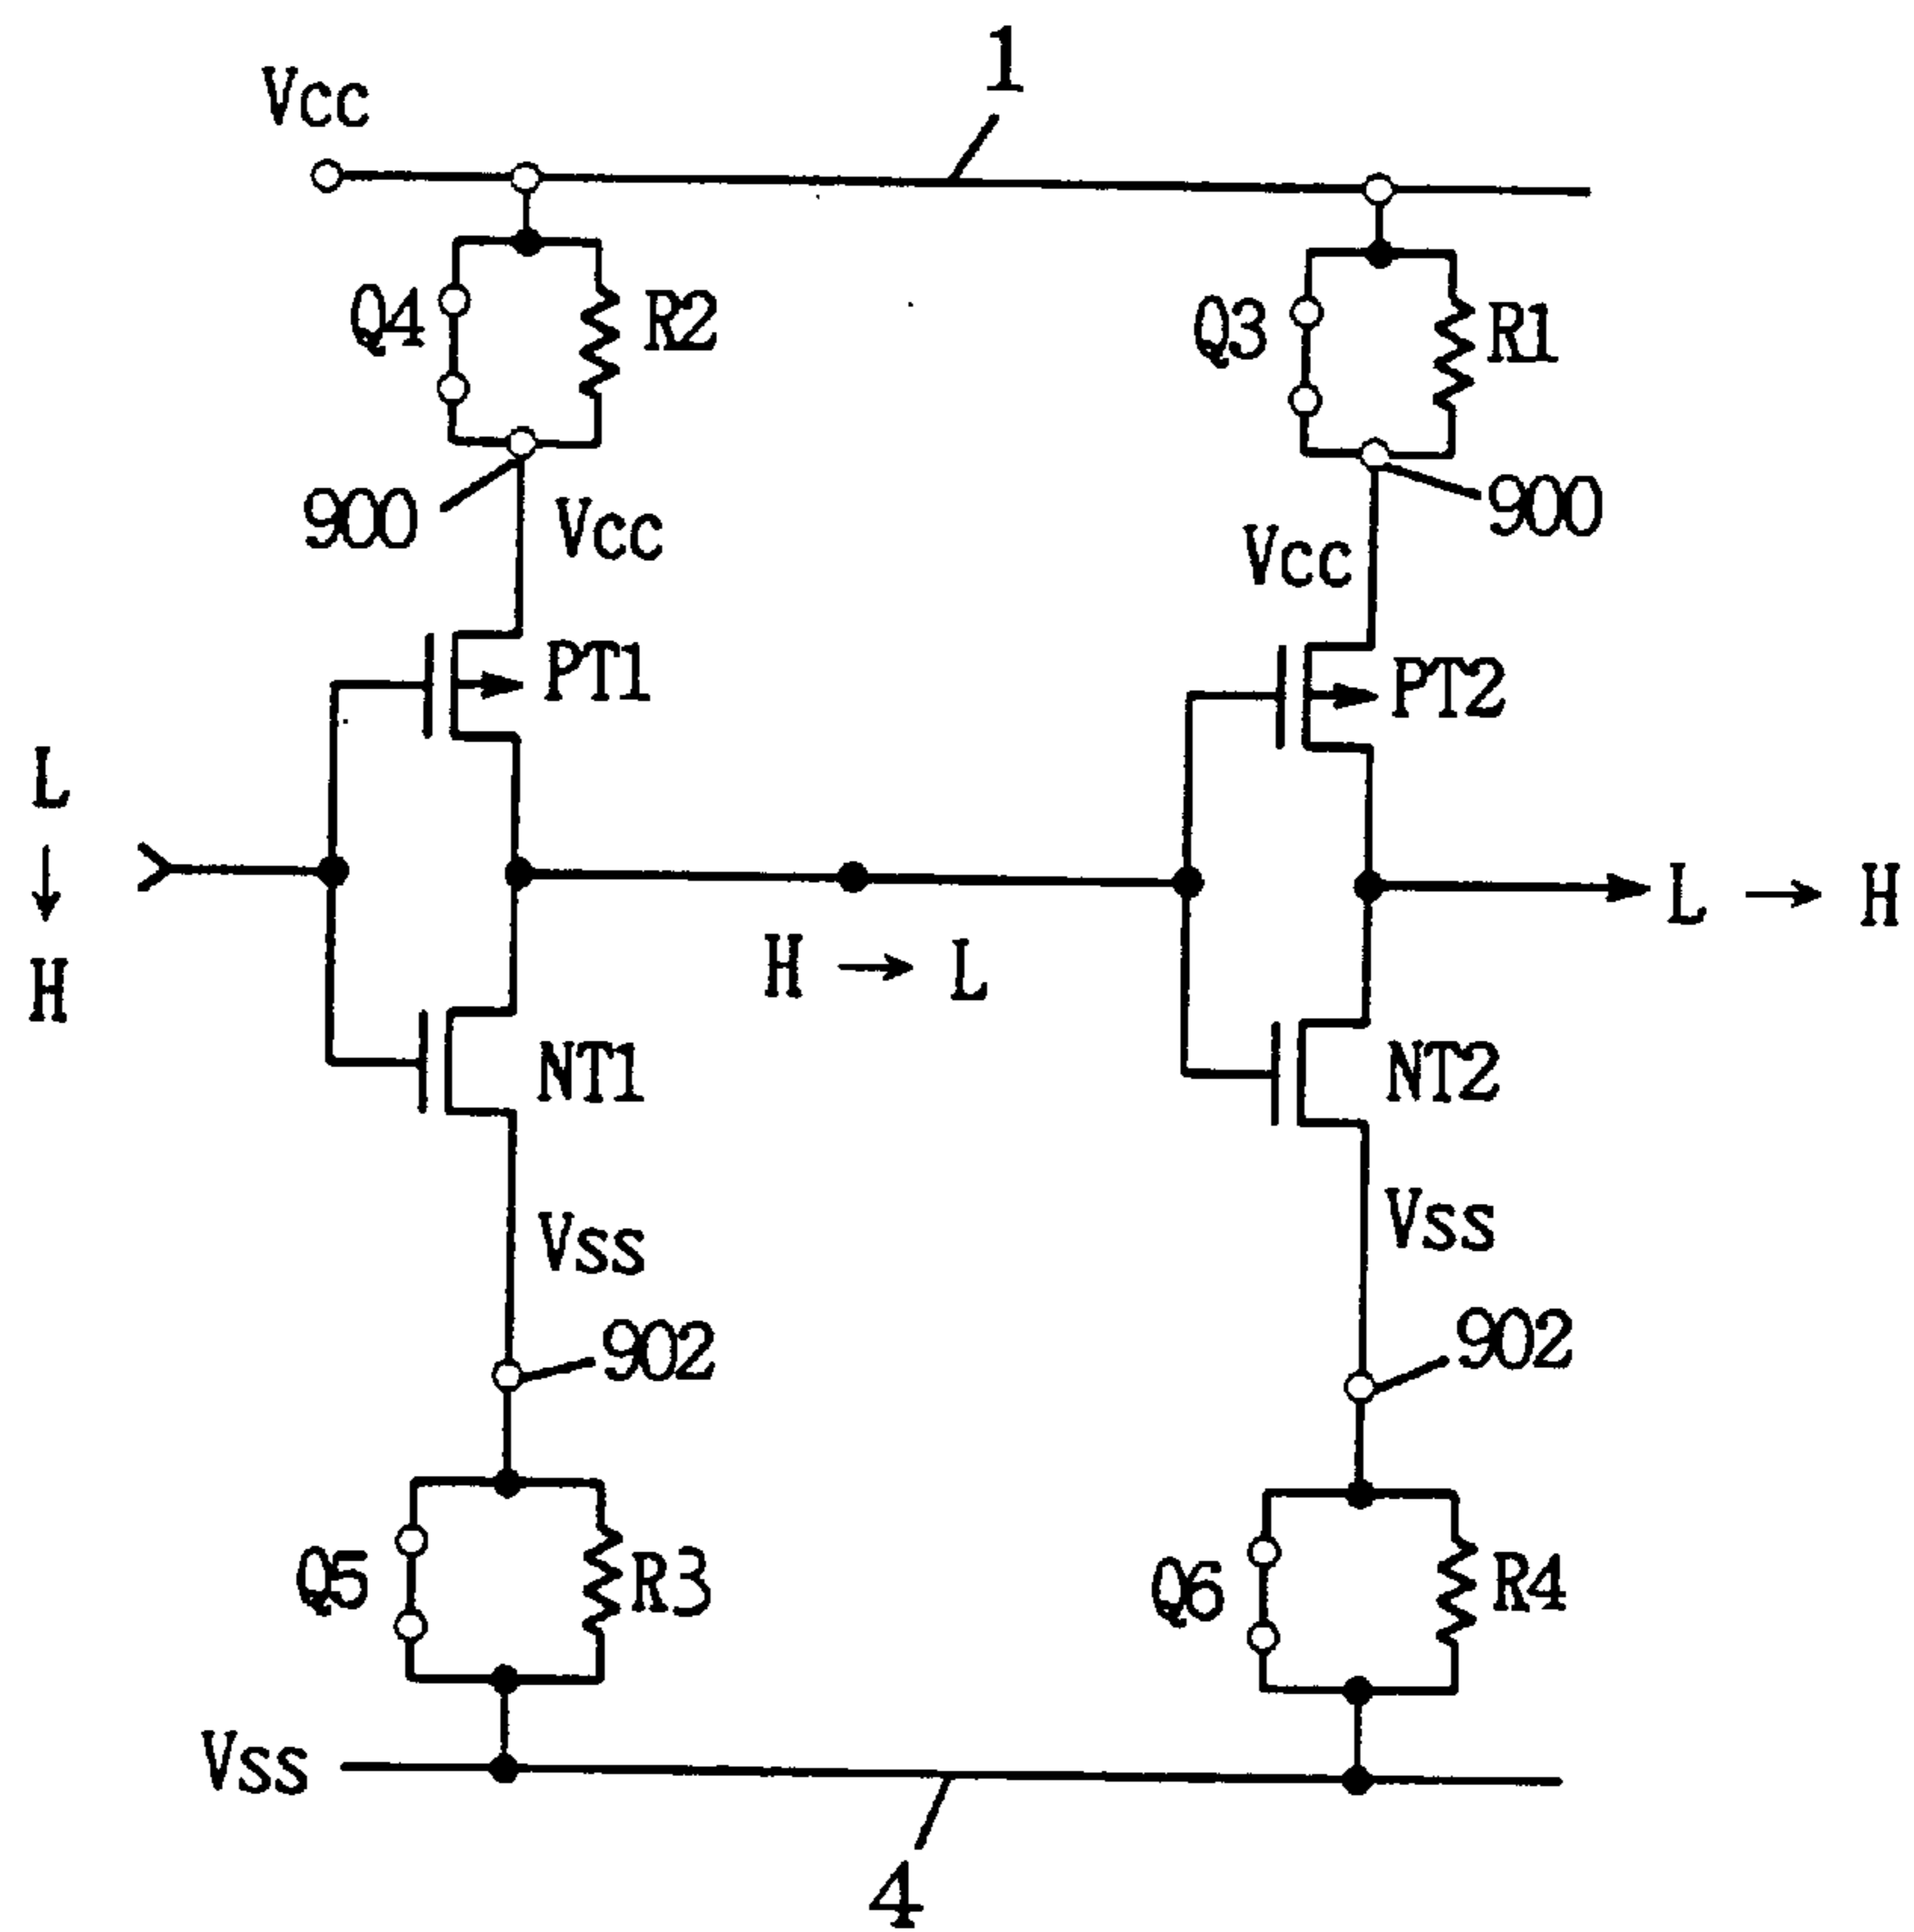 1
Vcc
Q4
R2
Q3
R1
900
Vcc
900
Vcc
PT1
PT2
L
↓
H
H → L
L → H
NT1
NT2
Vss
Vss
902
902
Q5
R3
Q6
R4
Vss
4